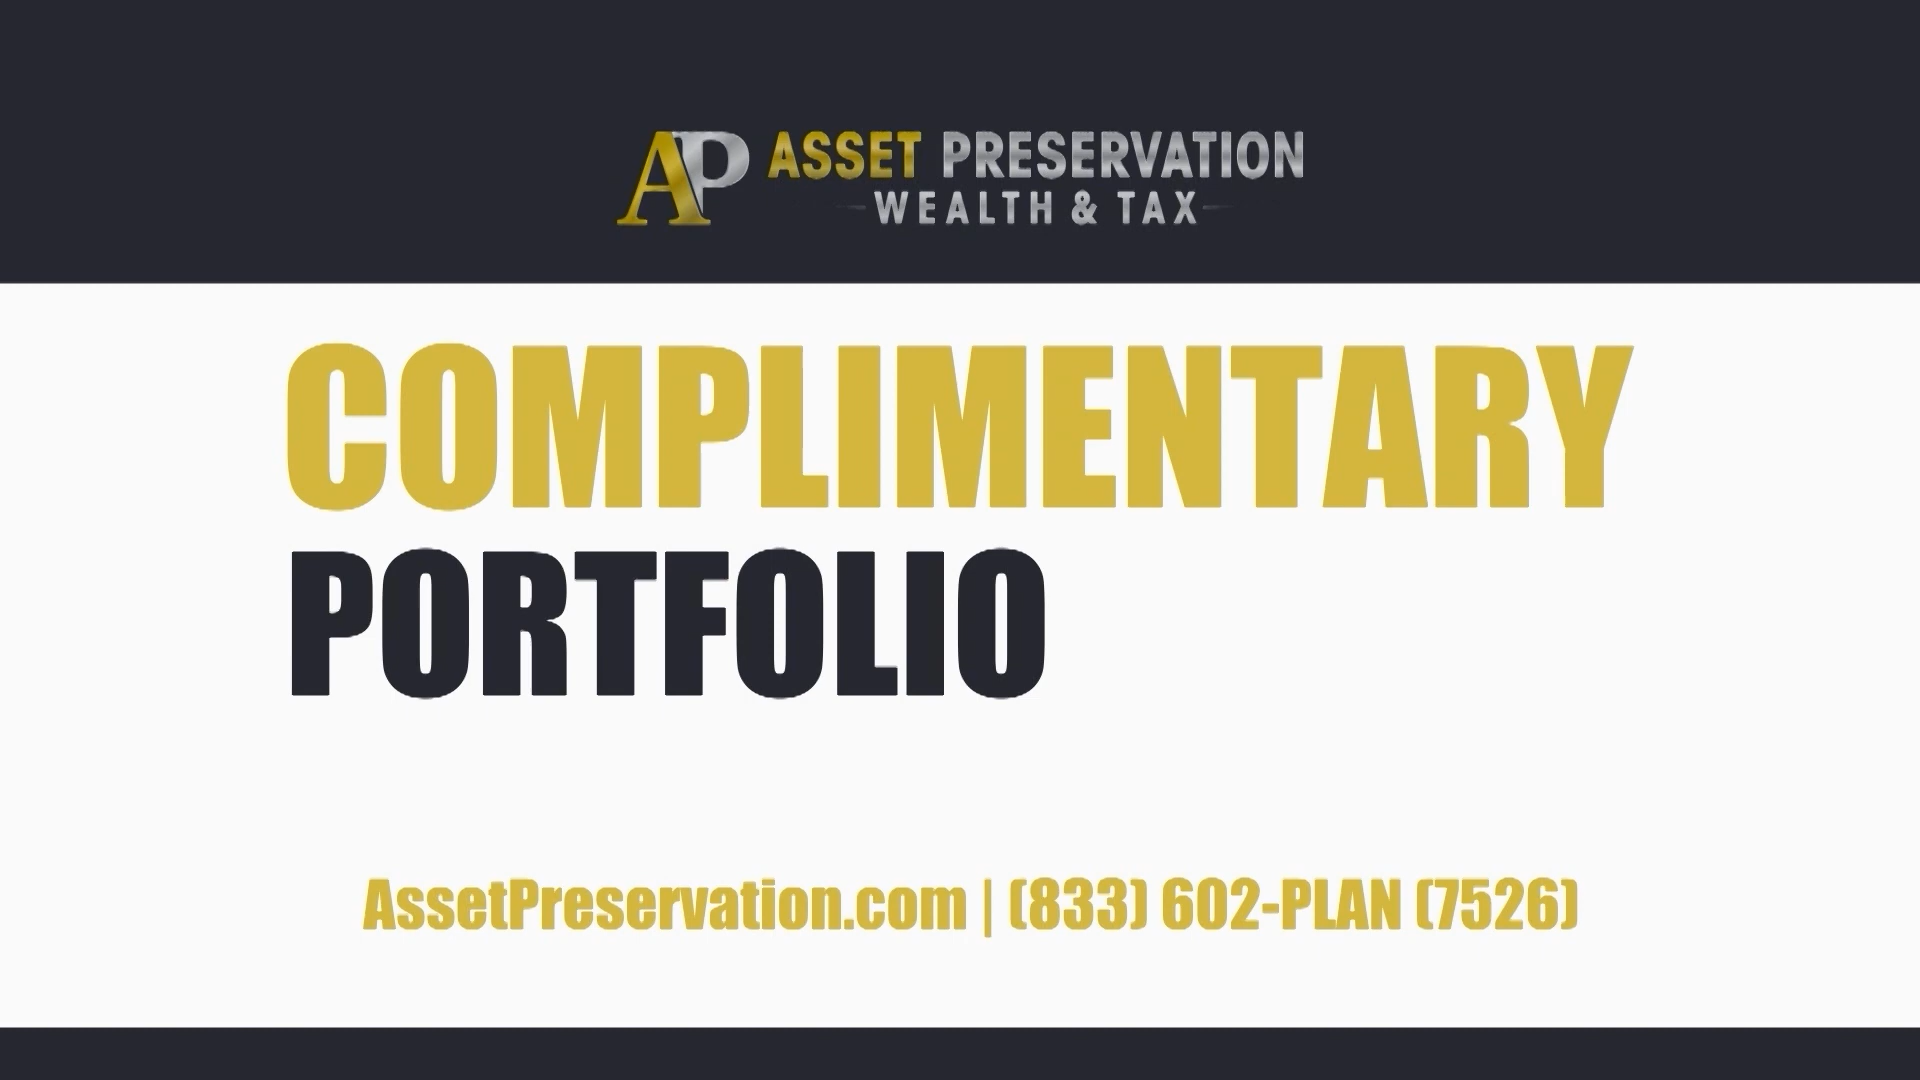 AP ASSET PRESERVATION
WEALTH & TAX
COMPLIMENTARY
PORTFOLIO
AssetPreservation.com | (833) 602-PLAN (7526)